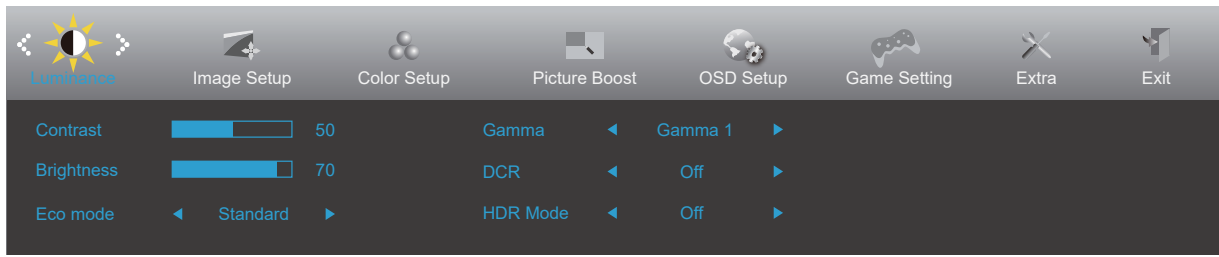 Luminance Image Setup Color Setup Picture Boost OSD Setup Game Setting Extra Exit
Contrast 50 Gamma Gamma 1
Brightness 70 DCR Off
Eco mode Standard HDR Mode Off